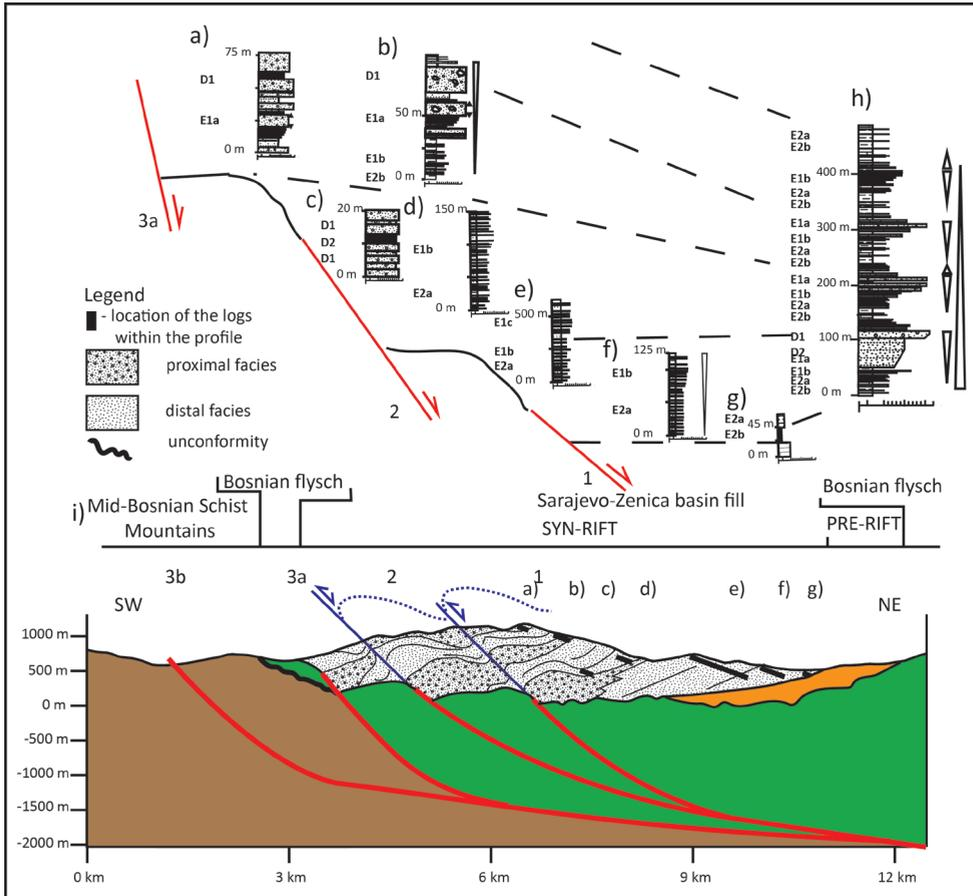 a)
75 m
D1
E1a
0 m
b)
D1
50 m
E1a
E1b
0 m
E2b
h)
E2a
E2b
400 m
E1b
E2a
E2b
E1a
300 m
E1b
E2a
E2b
E1a
200 m
E1b
E2a
E2b
D1
100 m
D2
E1a
E1b
E2a
E2b
0 m
3a
c)
20 m
D1
D2
D1
0 m
d)
150 m
E1b
E2a
0 m
e)
500 m
E1c
E1b
E2a
0 m
f)
125 m
E1b
E2a
0 m
g)
E2a
45 m
E2b
0 m
2
1
Legend
- location of the logs
within the profile
proximal facies
distal facies
unconformity
i)
Mid-Bosnian Schist
Mountains
Bosnian flysch
Sarajevo-Zenica basin fill
SYN-RIFT
Bosnian flysch
PRE-RIFT
3b
3a
2
1
a)
b)
c)
d)
e)
f)
g)
SW
NE
1000 m
500 m
0 m
-500 m
-1000 m
-1500 m
-2000 m
0 km
3 km
6 km
9 km
12 km